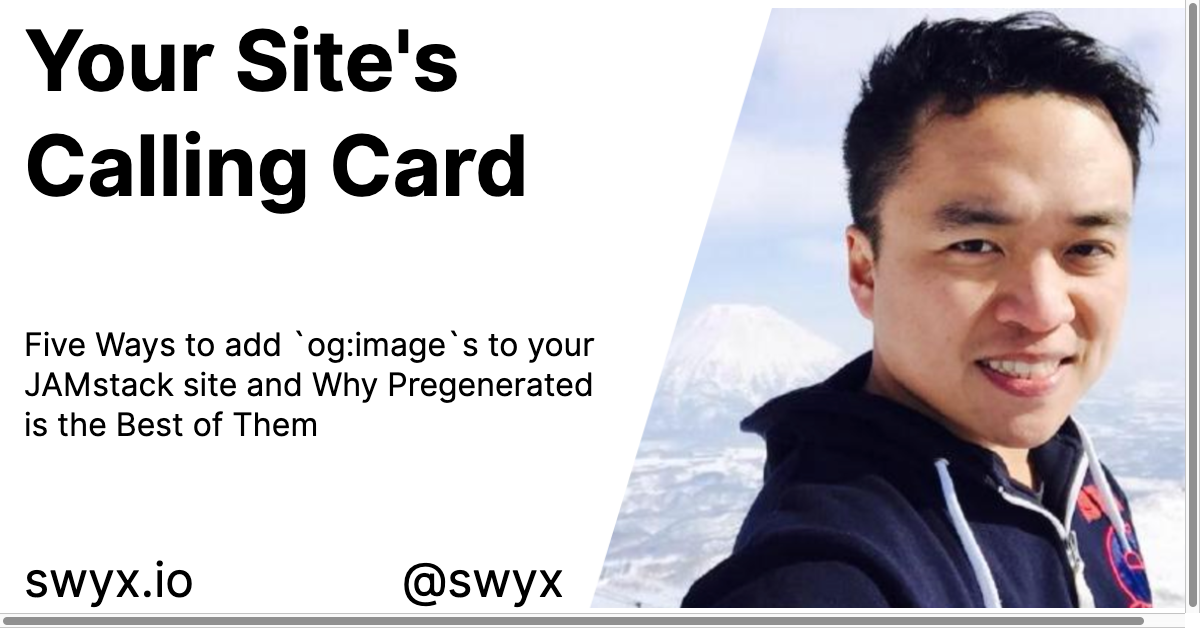 Your Site's
Calling Card
Five Ways to add `og:image`s to your
JAMstack site and Why Pregenerated
is the Best of Them
swyx.io @swyx